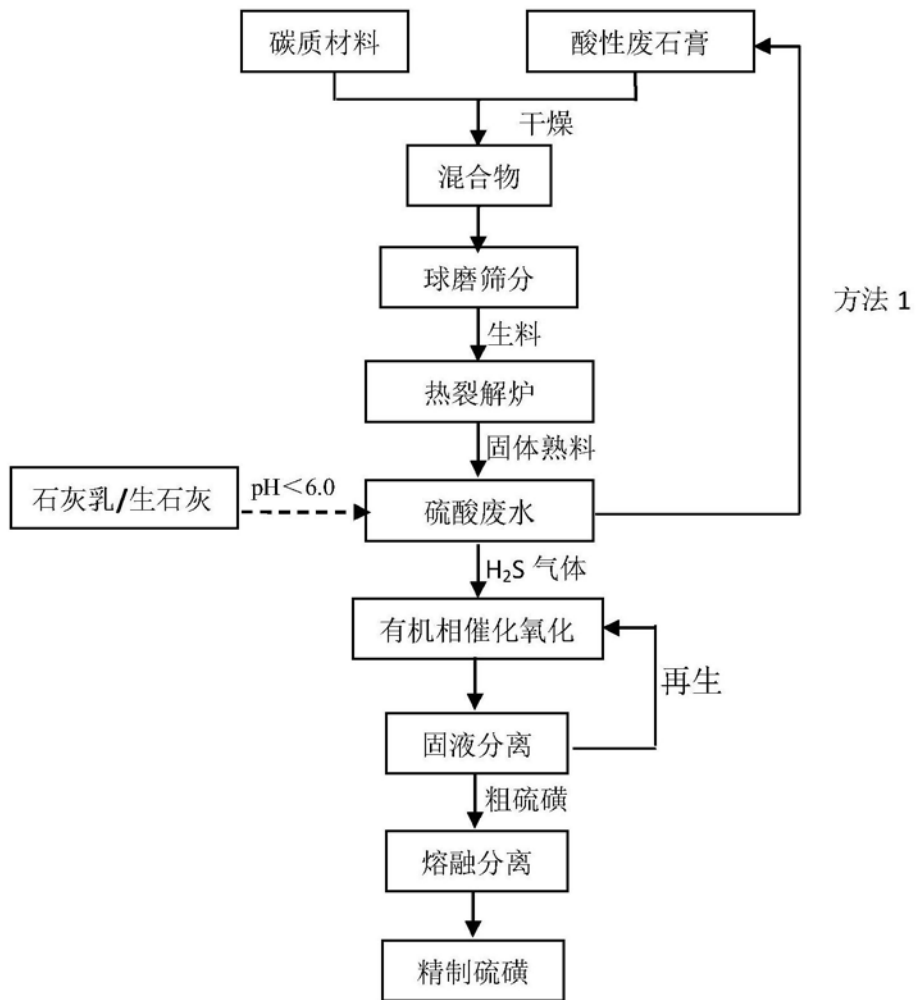 碳质材料
酸性废石膏
干燥
混合物
球磨筛分
方法 1
生料
热裂解炉
固体熟料
石灰乳/生石灰
pH＜6.0
硫酸废水
H₂S 气体
有机相催化氧化
再生
固液分离
粗硫磺
熔融分离
精制硫磺